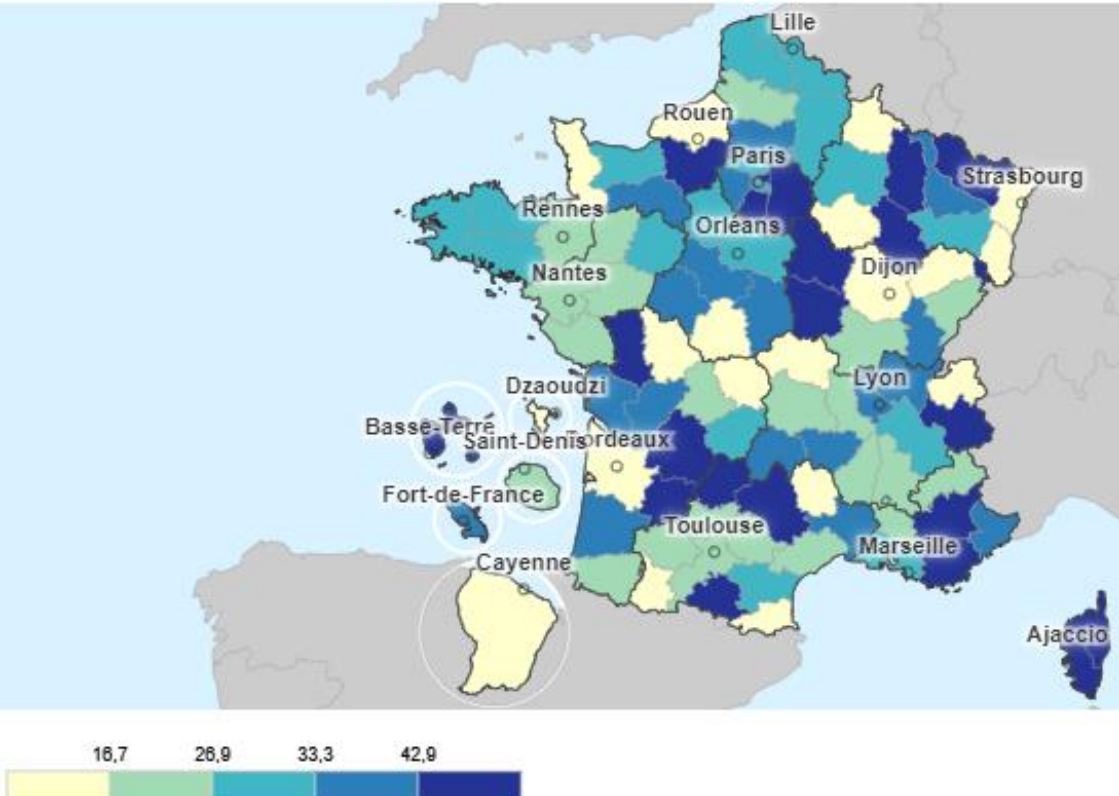 Lille
Rouen
Paris
Strasbourg
Rennes
Orléans
Nantes
Dijon
Dzaoudzi
Lyon
Basse-Terre
Saint-Denis
Bordeaux
Fort-de-France
Toulouse
Marseille
Cayenne
Ajaccio
16,7 26,9 33,3 42,9